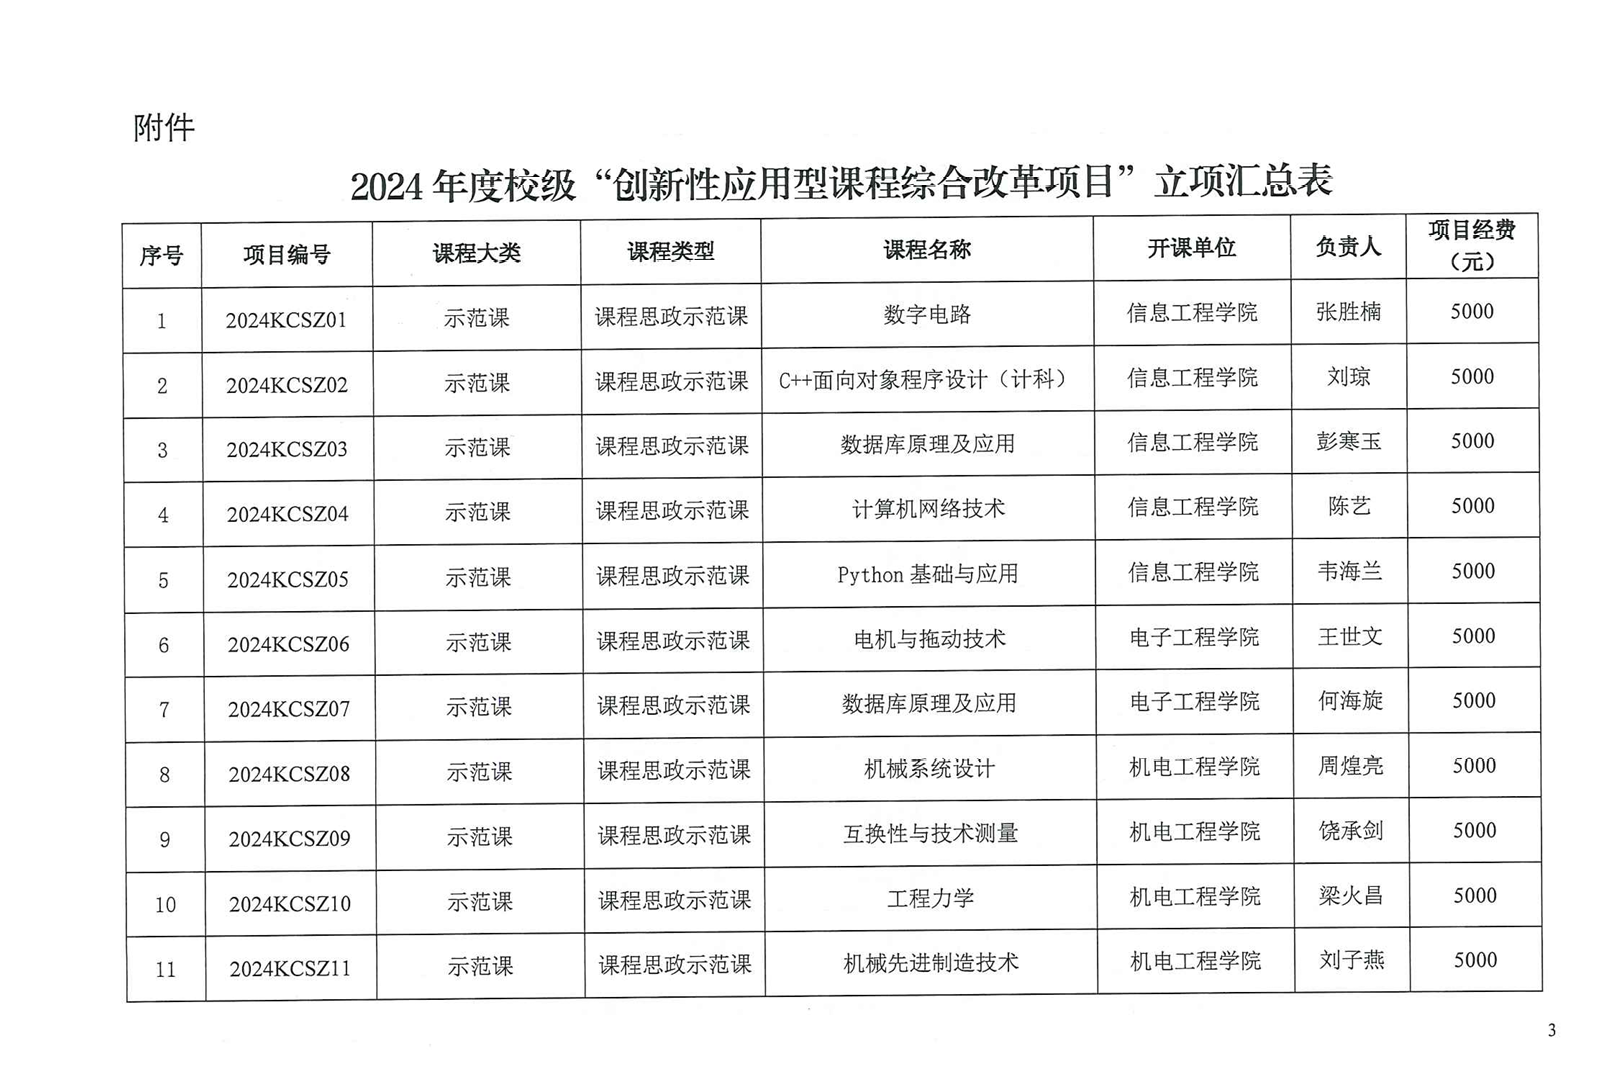 附件
2024 年度校级“创新性应用型课程综合改革项目”立项汇总表
序号 项目编号 课程大类 课程类型 课程名称 开课单位 负责人 项目经费（元）
1 2024KCSZ01 示范课 课程思政示范课 数字电路 信息工程学院 张胜楠 5000
2 2024KCSZ02 示范课 课程思政示范课 C++面向对象程序设计（计科） 信息工程学院 刘琼 5000
3 2024KCSZ03 示范课 课程思政示范课 数据库原理及应用 信息工程学院 彭寒玉 5000
4 2024KCSZ04 示范课 课程思政示范课 计算机网络技术 信息工程学院 陈艺 5000
5 2024KCSZ05 示范课 课程思政示范课 Python 基础与应用 信息工程学院 韦海兰 5000
6 2024KCSZ06 示范课 课程思政示范课 电机与拖动技术 电子工程学院 王世文 5000
7 2024KCSZ07 示范课 课程思政示范课 数据库原理及应用 电子工程学院 何海旋 5000
8 2024KCSZ08 示范课 课程思政示范课 机械系统设计 机电工程学院 周煌亮 5000
9 2024KCSZ09 示范课 课程思政示范课 互换性与技术测量 机电工程学院 饶承剑 5000
10 2024KCSZ10 示范课 课程思政示范课 工程力学 机电工程学院 梁火昌 5000
11 2024KCSZ11 示范课 课程思政示范课 机械先进制造技术 机电工程学院 刘子燕 5000
3